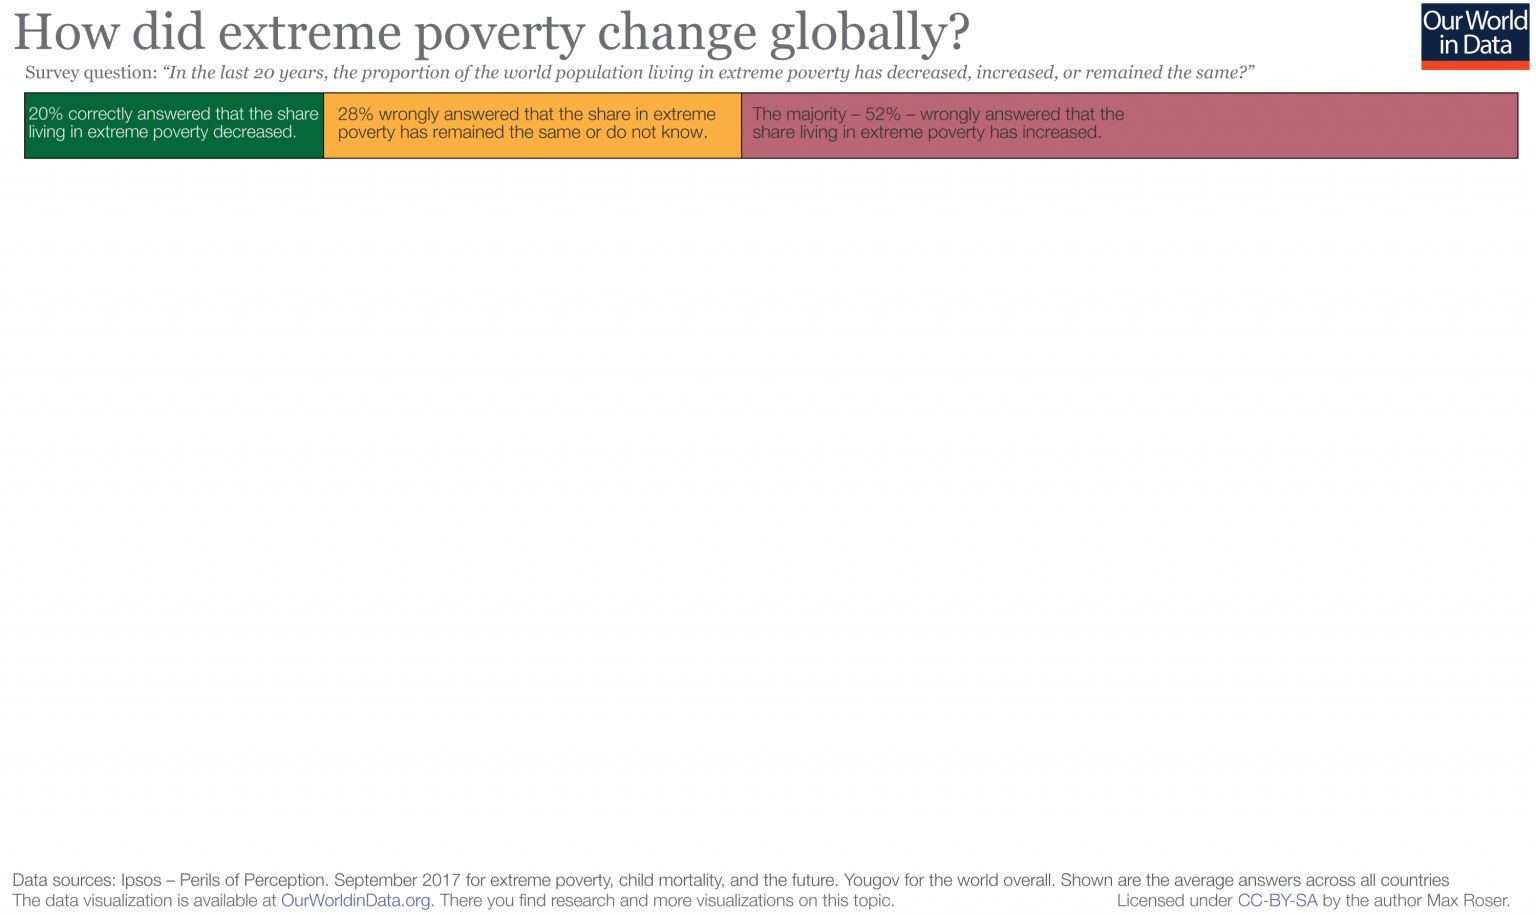 How did extreme poverty change globally?
Our World
in Data
Survey question: “In the last 20 years, the proportion of the world population living in extreme poverty has decreased, increased, or remained the same?”
20% correctly answered that the share
living in extreme poverty decreased.
28% wrongly answered that the share in extreme
poverty has remained the same or do not know.
The majority – 52% – wrongly answered that the
share living in extreme poverty has increased.
Data sources: Ipsos – Perils of Perception. September 2017 for extreme poverty, child mortality, and the future. Yougov for the world overall. Shown are the average answers across all countries
The data visualization is available at OurWorldinData.org. There you find research and more visualizations on this topic.
Licensed under CC-BY-SA by the author Max Roser.